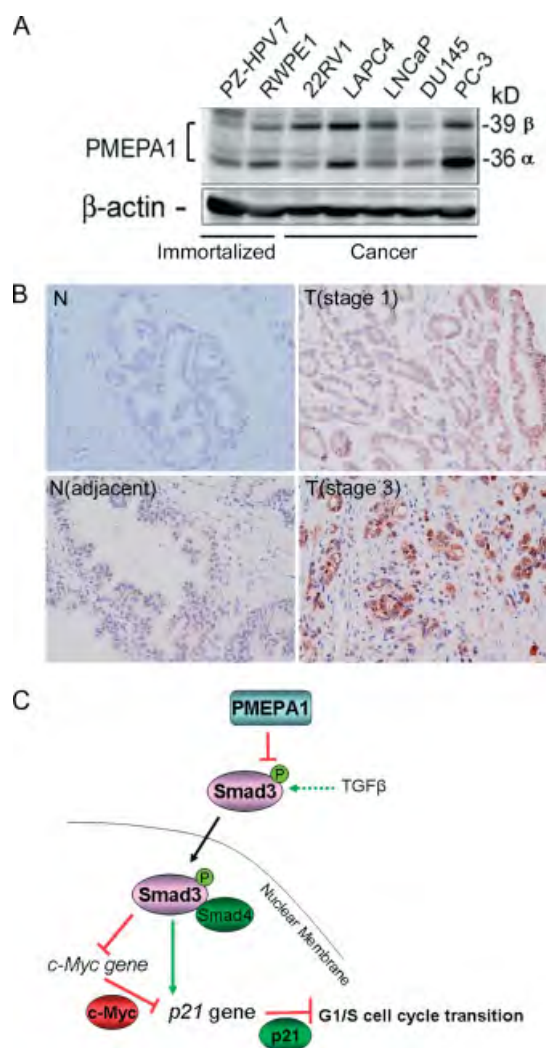 A
PZ-HPV 7
RWPE1
22RV1
LAPC4
LNCaP
DU145
PC-3
kD
-39 β
PMEPA1
-36 α
β-actin -
Immortalized
Cancer
B
N
T(stage 1)
N(adjacent)
T(stage 3)
C
PMEPA1
P
Smad3
TGFβ
P
Smad3
Smad4
Nuclear Membrane
c-Myc gene
c-Myc
p21 gene
G1/S cell cycle transition
p21